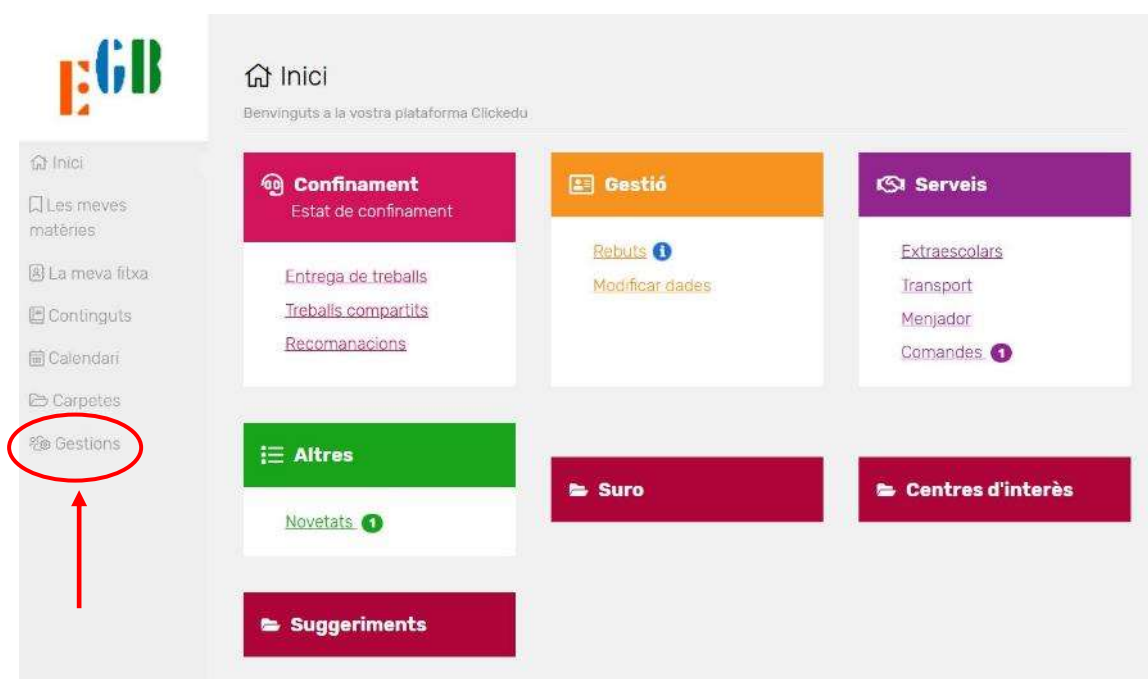 EGB
Inici
Benvinguts a la vostra plataforma Clickedu
Inici
Les meves
matèries
La meva fitxa
Continguts
Calendari
Carpetes
Gestions
Confinament
Estat de confinament
Entrega de treballs
Treballs compartits
Recomanacions
Gestió
Rebuts i
Modificar dades
Serveis
Extraescolars
Transport
Menjador
Comandes 1
Altres
Novetats 1
Suro
Centres d'interès
Suggeriments